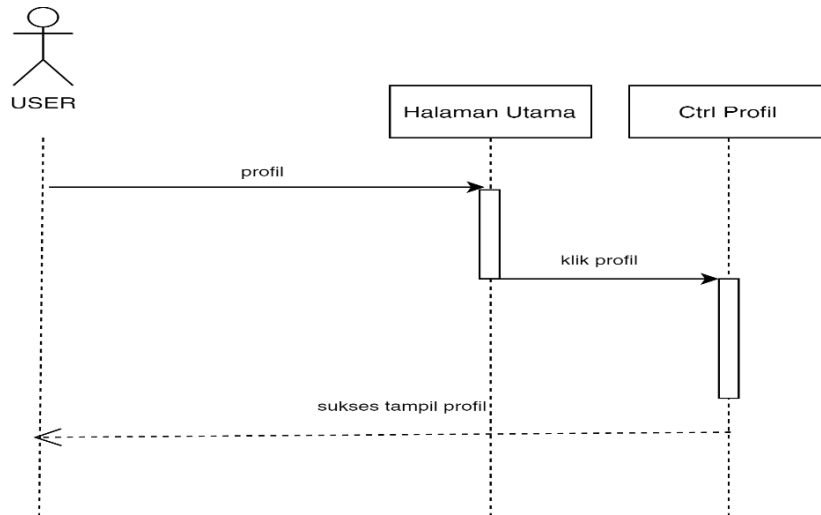 USER
Halaman Utama
Ctrl Profil
profil
klik profil
sukses tampil profil